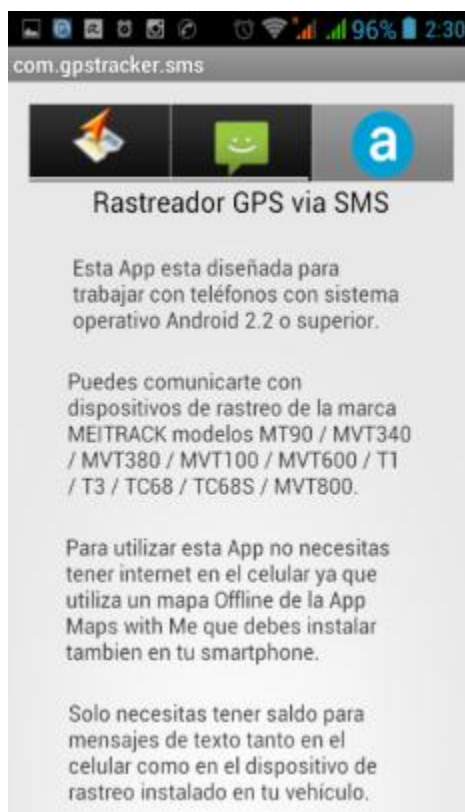 96% 2:30
com.gpstracker.sms
a
Rastreador GPS via SMS
Esta App esta diseñada para
trabajar con teléfonos con sistema
operativo Android 2.2 o superior.
Puedes comunicarte con
dispositivos de rastreo de la marca
MEITRACK modelos MT90 / MVT340
/ MVT380 / MVT100 / MVT600 / T1
/ T3 / TC68 / TC68S / MVT800.
Para utilizar esta App no necesitas
tener internet en el celular ya que
utiliza un mapa Offline de la App
Maps with Me que debes instalar
tambien en tu smartphone.
Solo necesitas tener saldo para
mensajes de texto tanto en el
celular como en el dispositivo de
rastreo instalado en tu vehículo.